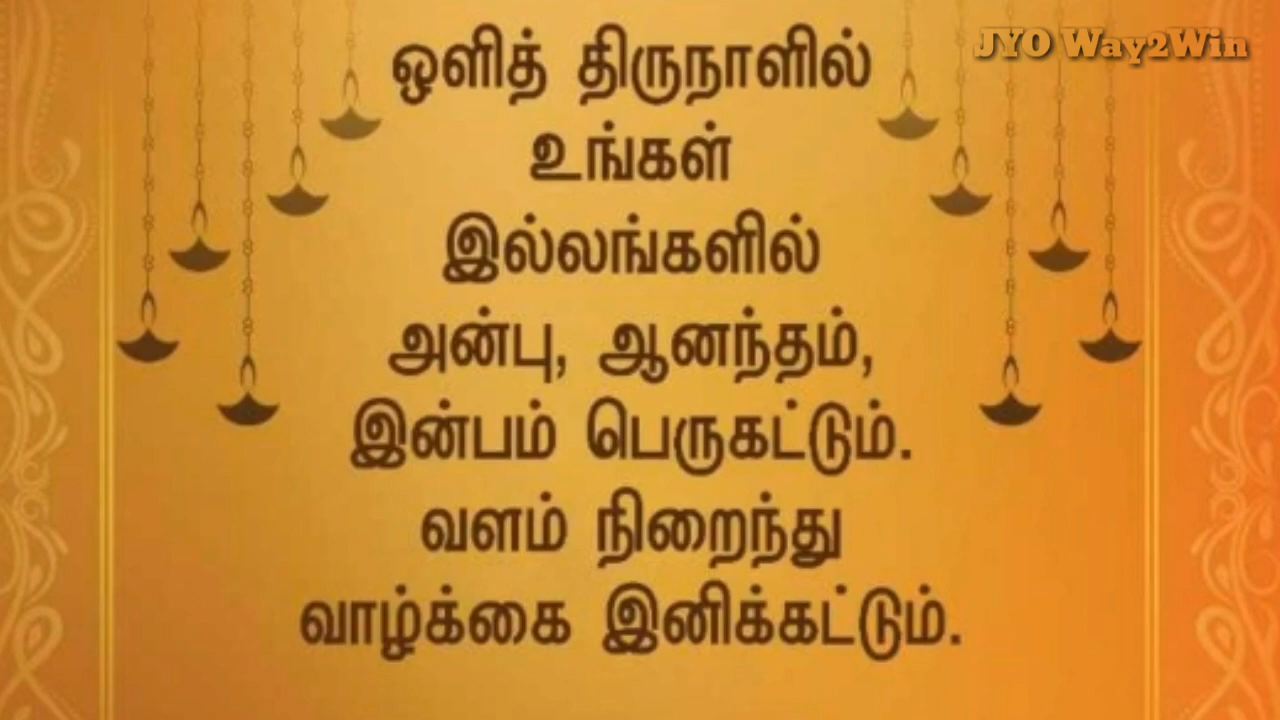 JYO Way2Win
ஒளித் திருநாளில்
உங்கள்
இல்லங்களில்
அன்பு, ஆனந்தம்,
இன்பம் பெருகட்டும்.
வளம் நிறைந்து
வாழ்க்கை இனிக்கட்டும்.